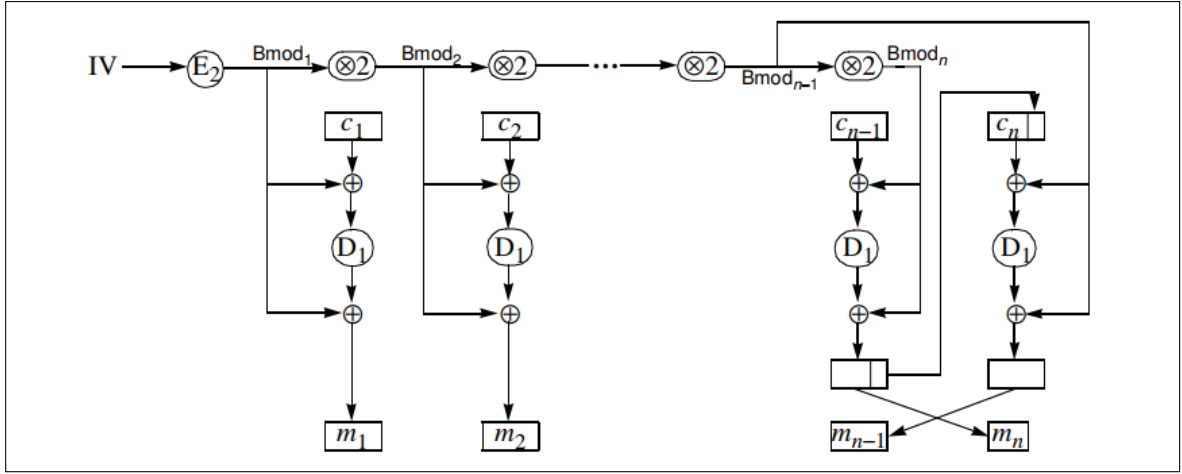 IV E₂ Bmod₁ ⊗2 Bmod₂ ⊗2 ... ⊗2 Bmodₙ₋₁ ⊗2 Bmodₙ
c₁ c₂ cₙ₋₁ cₙ
⊕ ⊕ ⊕ ⊕
D₁ D₁ D₁ D₁
⊕ ⊕ ⊕ ⊕
m₁ m₂ mₙ₋₁ mₙ